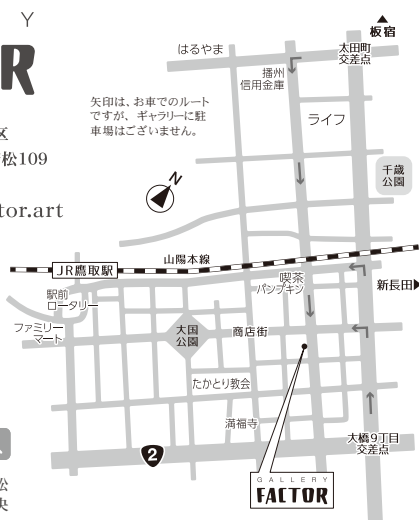 Y
R
区
松109
tor.art
松
央
板宿
はるやま
太田町
交差点
播州
信用金庫
矢印は、お車でのルート
ですが、ギャラリーに駐
車場はございません。
ライフ
N
千歳
公園
山陽本線
JR鷹取駅
喫茶
パンプキン
新長田
駅前
ロータリー
ファミリー
マート
大国
公園
商店街
たかとり教会
満福寺
大橋9丁目
交差点
2
GALLERY
FACTOR